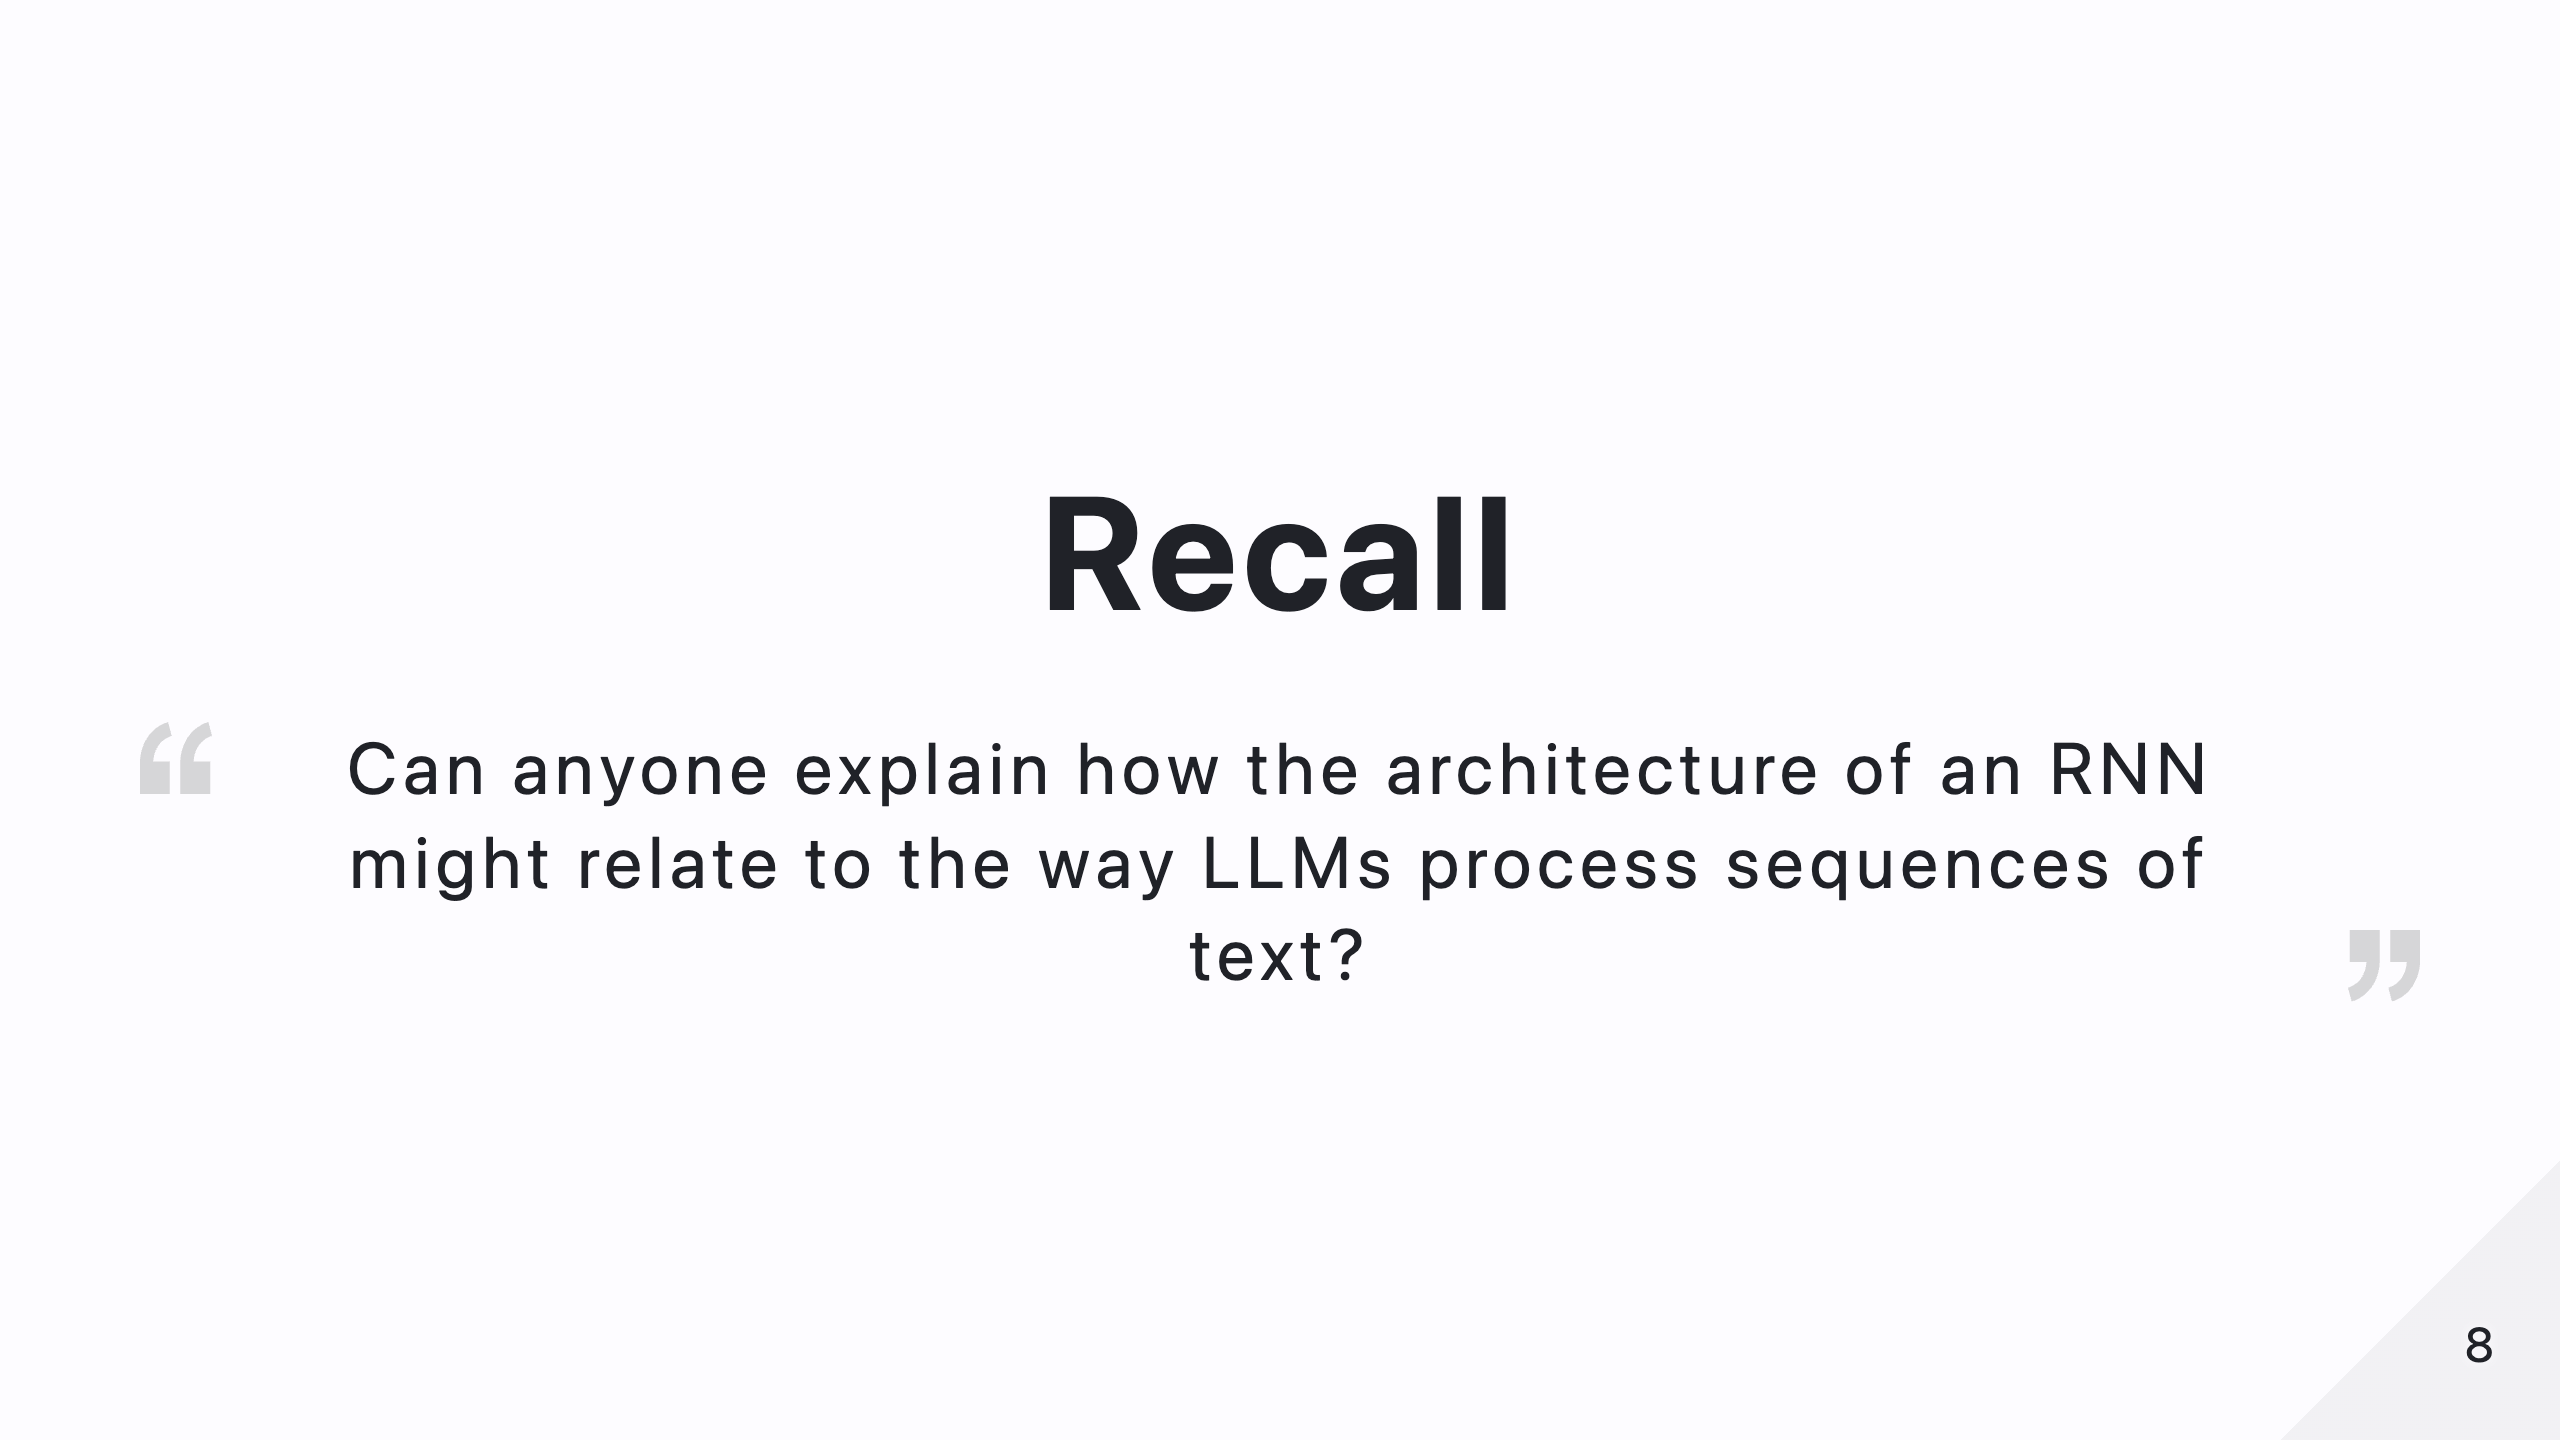 Recall
“ Can anyone explain how the architecture of an RNN
might relate to the way LLMs process sequences of
text? ”
8